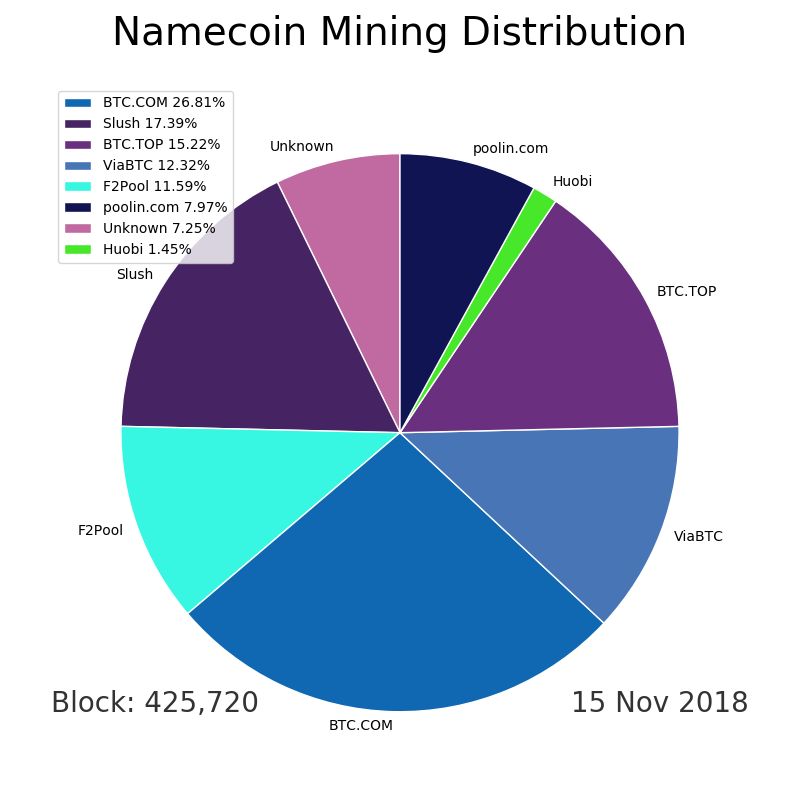 Namecoin Mining Distribution
BTC.COM 26.81%
Slush 17.39%
BTC.TOP 15.22%
ViaBTC 12.32%
F2Pool 11.59%
poolin.com 7.97%
Unknown 7.25%
Huobi 1.45%
Unknown
poolin.com
Huobi
Slush
BTC.TOP
F2Pool
ViaBTC
Block: 425,720
15 Nov 2018
BTC.COM